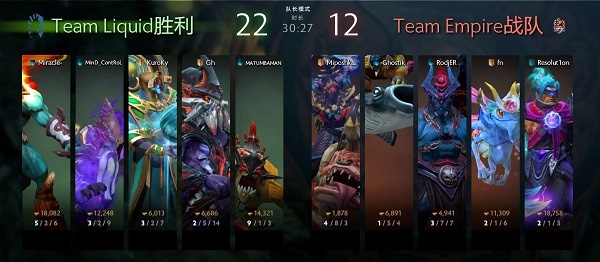 Team Liquid胜利
22
队长模式
时长
30:27
12
Team Empire战队
Miracle-
MinD_ContRoL
KuroKy
Gh
MATUMBAMAN
Miposhka
Ghostik
RodjER
fn
Resolut1on
18,082
12,248
6,013
6,686
14,321
1,878
6,891
4,941
11,309
18,758
5 / 2 / 6
3 / 2 / 9
3 / 2 / 7
2 / 5 / 14
9 / 1 / 3
4 / 8 / 3
1 / 5 / 4
3 / 7 / 7
2 / 1 / 6
2 / 1 / 3